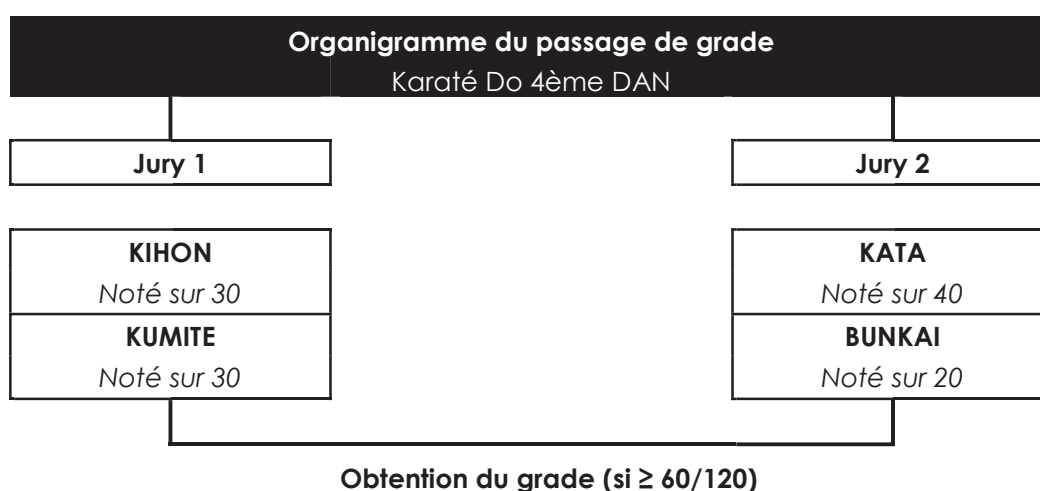 Organigramme du passage de grade
Karaté Do 4ème DAN
Jury 1
Jury 2
KIHON
Noté sur 30
KUMITE
Noté sur 30
KATA
Noté sur 40
BUNKAI
Noté sur 20
Obtention du grade (si ≥ 60/120)